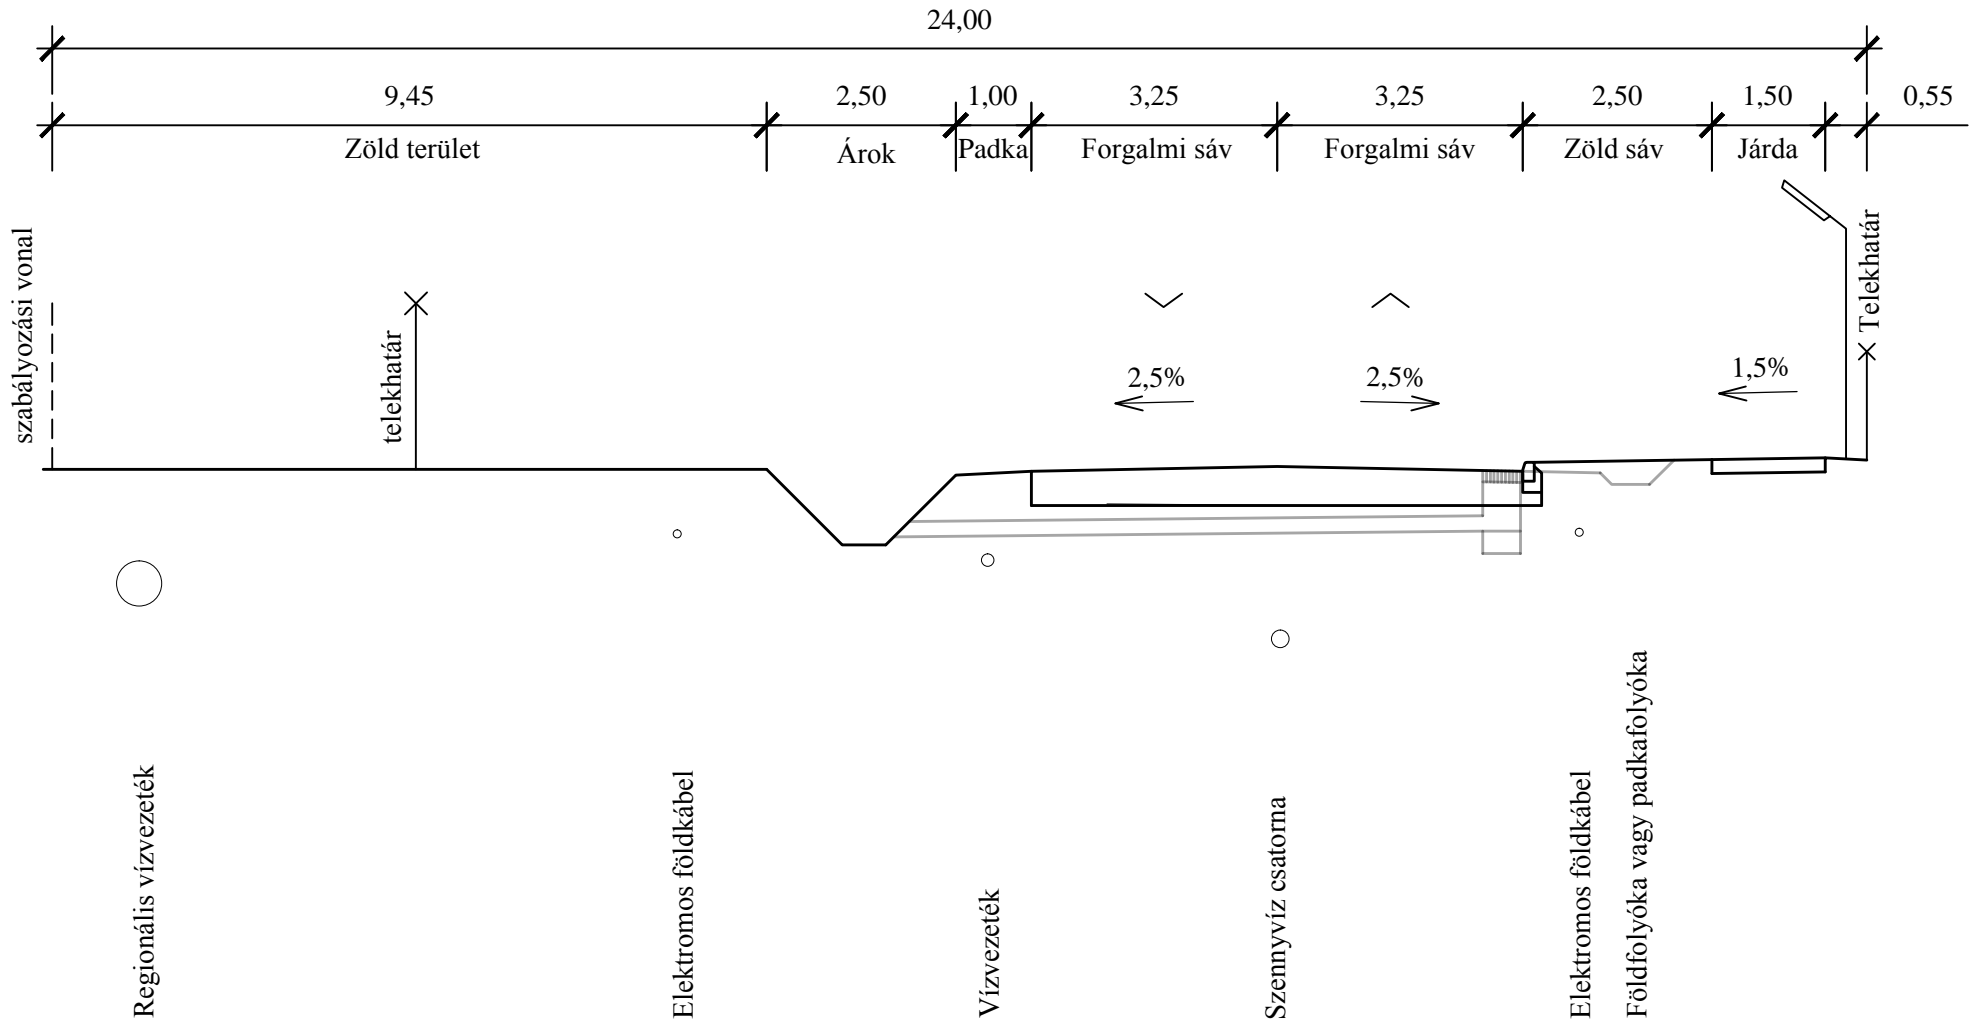 24,00
9,45
2,50
1,00
3,25
3,25
2,50
1,50
0,55
Zöld terület
Árok
Padka
Forgalmi sáv
Forgalmi sáv
Zöld sáv
Járda
szabályozási vonal
telekhatár
Telekhatár
2,5%
2,5%
1,5%
Regionális vízvezeték
Elektromos földkábel
Vízvezeték
Szennyvíz csatorna
Elektromos földkábel
Földfolyóka vagy padkafolyóka